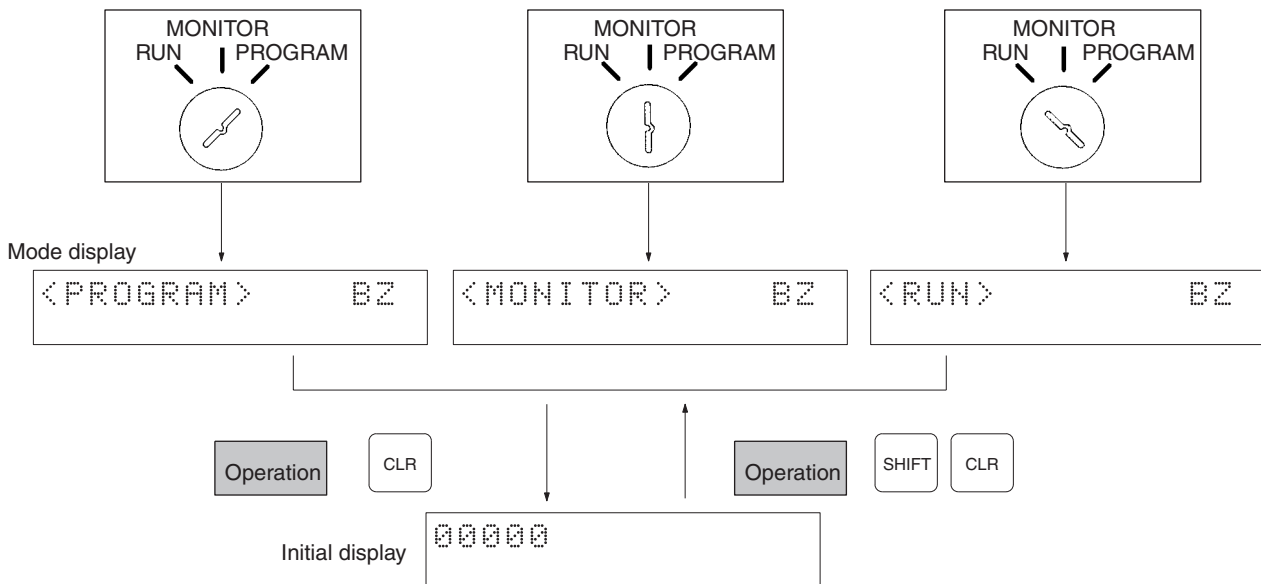 MONITOR
RUN PROGRAM
MONITOR
RUN PROGRAM
MONITOR
RUN PROGRAM
Mode display
<PROGRAM> BZ
<MONITOR> BZ
<RUN> BZ
Operation
CLR
Operation
SHIFT
CLR
Initial display
00000